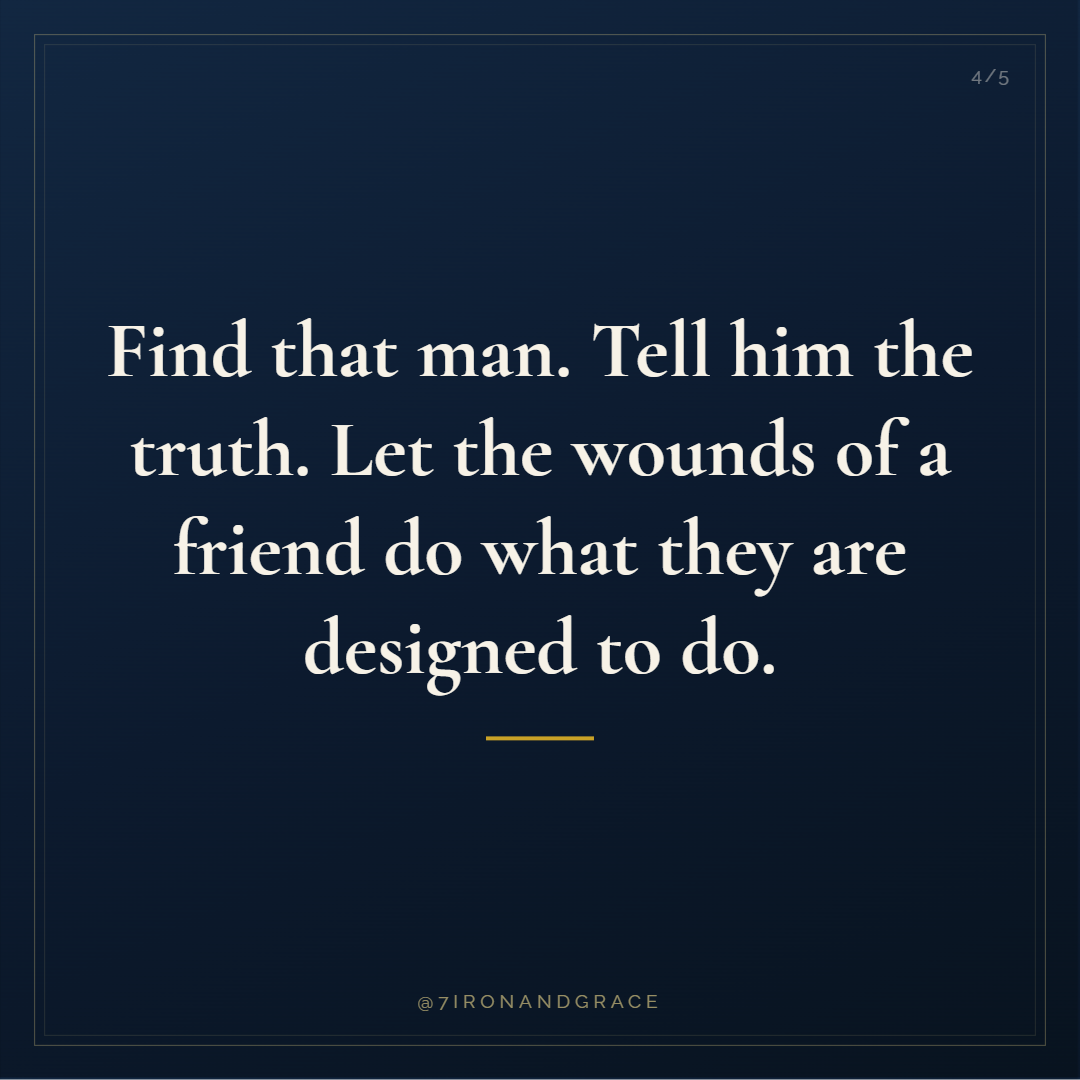 4/5
Find that man. Tell him the
truth. Let the wounds of a
friend do what they are
designed to do.
@7IRONANDGRACE